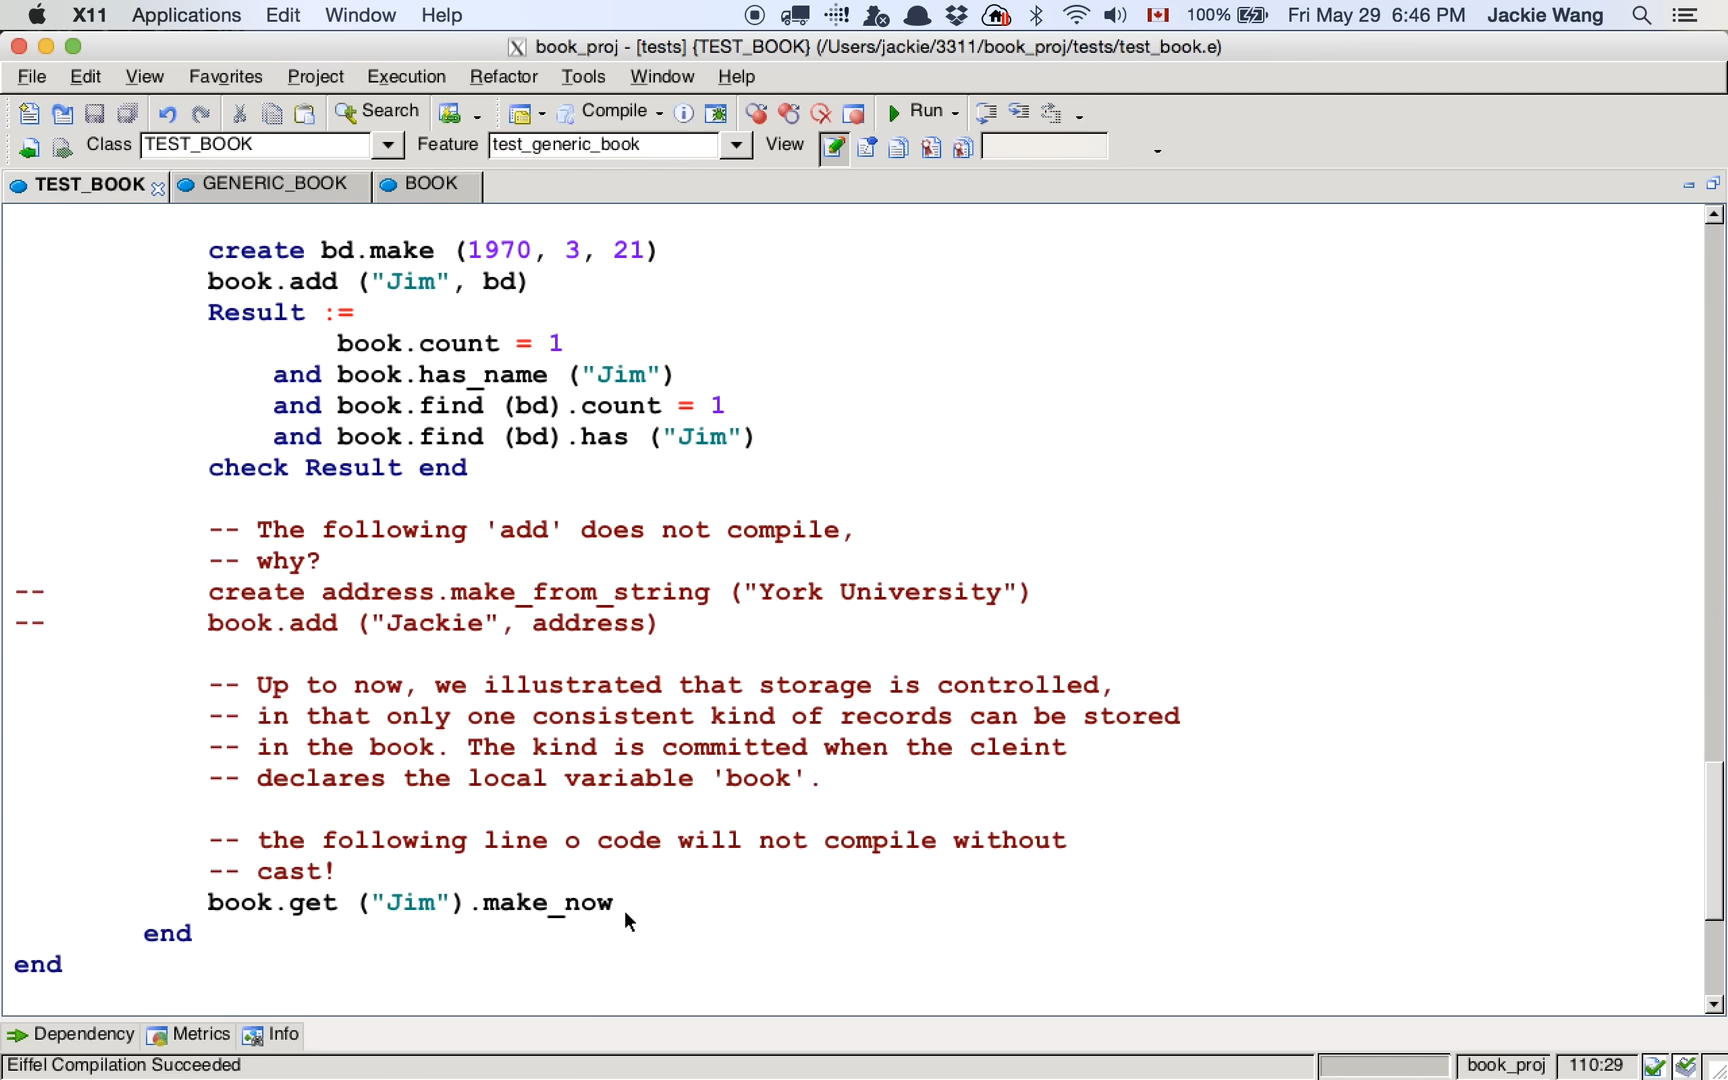 X11 Applications Edit Window Help 100% Fri May 29 6:46 PM Jackie Wang
X book_proj - [tests] {TEST_BOOK} (/Users/jackie/3311/book_proj/tests/test_book.e)
File Edit View Favorites Project Execution Refactor Tools Window Help
Search Compile Run
Class TEST_BOOK Feature test_generic_book View
TEST_BOOK GENERIC_BOOK BOOK
create bd.make (1970, 3, 21)
book.add ("Jim", bd)
Result :=
book.count = 1
and book.has_name ("Jim")
and book.find (bd).count = 1
and book.find (bd).has ("Jim")
check Result end
-- The following 'add' does not compile,
-- why?
-- create address.make_from_string ("York University")
-- book.add ("Jackie", address)
-- Up to now, we illustrated that storage is controlled,
-- in that only one consistent kind of records can be stored
-- in the book. The kind is committed when the cleint
-- declares the local variable 'book'.
-- the following line o code will not compile without
-- cast!
book.get ("Jim").make_now
end
end
Dependency Metrics Info
Eiffel Compilation Succeeded book_proj 110:29